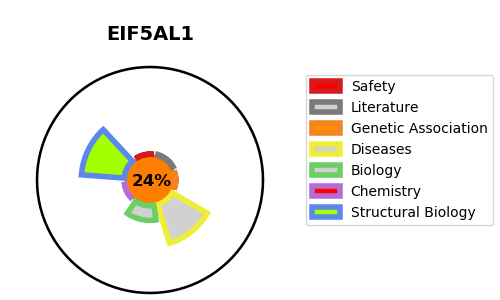 EIF5AL1
24%
Safety
Literature
Genetic Association
Diseases
Biology
Chemistry
Structural Biology